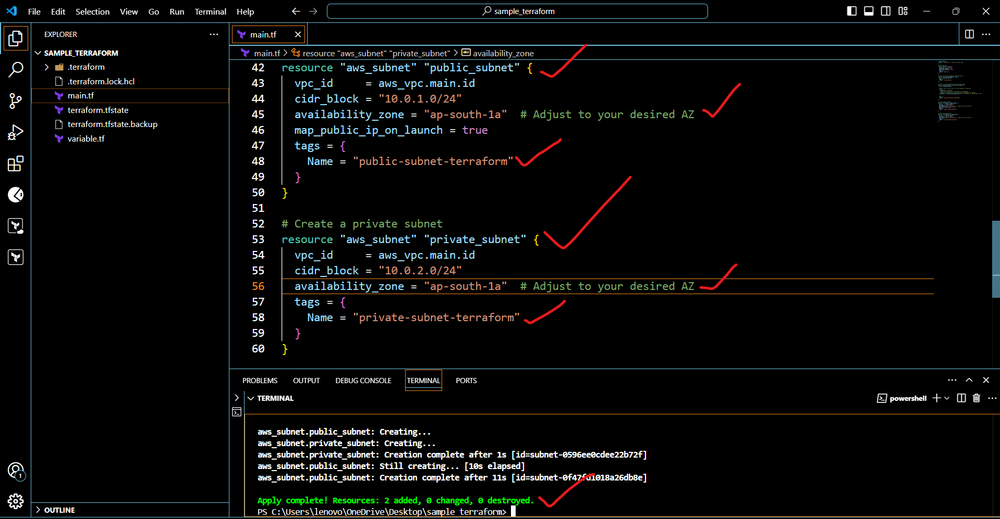 File Edit Selection View Go Run Terminal Help
sample_terraform
EXPLORER
SAMPLE_TERRAFORM
.terraform
.terraform.lock.hcl
main.tf
terraform.tfstate
terraform.tfstate.backup
variable.tf
OUTLINE
1
main.tf
main.tf > resource "aws_subnet" "private_subnet" > abc availability_zone
42 resource "aws_subnet" "public_subnet" {
43 vpc_id     = aws_vpc.main.id
44 cidr_block = "10.0.1.0/24"
45 availability_zone = "ap-south-1a"  # Adjust to your desired AZ
46 map_public_ip_on_launch = true
47 tags = {
48 Name = "public-subnet-terraform"
49 }
50 }
51
52 # Create a private subnet
53 resource "aws_subnet" "private_subnet" {
54 vpc_id     = aws_vpc.main.id
55 cidr_block = "10.0.2.0/24"
56 availability_zone = "ap-south-1a"  # Adjust to your desired AZ
57 tags = {
58 Name = "private-subnet-terraform"
59 }
60 }
PROBLEMS OUTPUT DEBUG CONSOLE TERMINAL PORTS
TERMINAL
powershell
aws_subnet.public_subnet: Creating...
aws_subnet.private_subnet: Creating...
aws_subnet.private_subnet: Creation complete after 1s [id=subnet-0596ee0cdee22b72f]
aws_subnet.public_subnet: Still creating... [10s elapsed]
aws_subnet.public_subnet: Creation complete after 11s [id=subnet-0f47fd1018a26db8e]
Apply complete! Resources: 2 added, 0 changed, 0 destroyed.
PS C:\Users\lenovo\OneDrive\Desktop\sample_terraform>